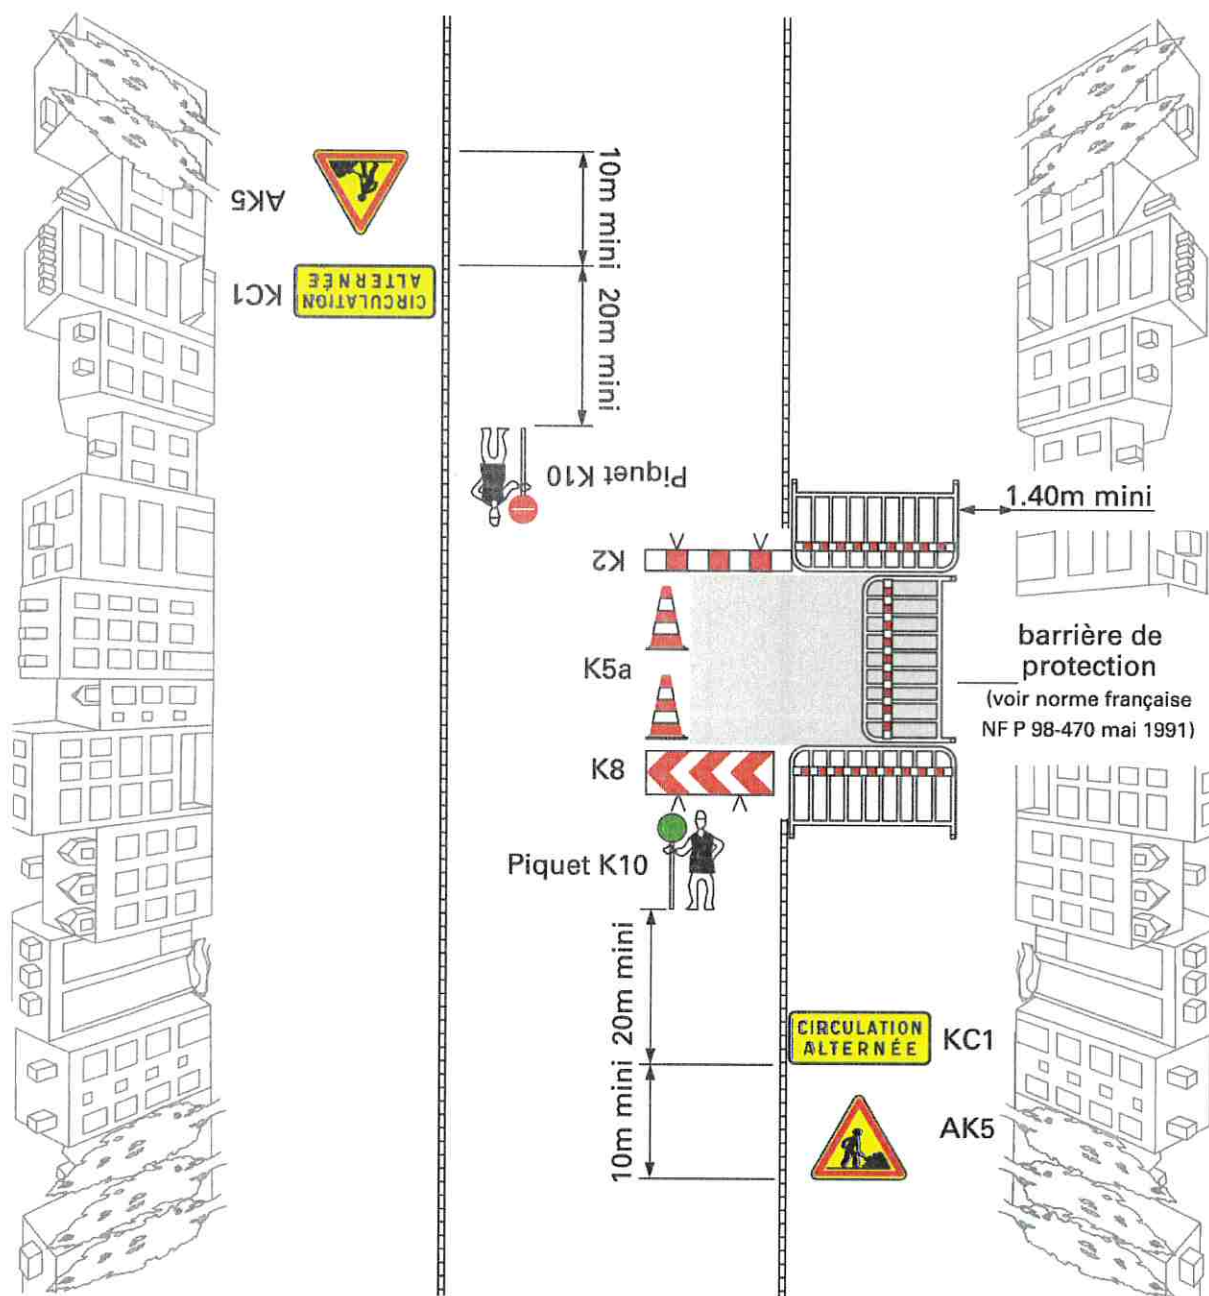 AK5
10m mini
KC1
CIRCULATION
ALTERNÉE
20m mini
Piquet K10
1.40m mini
K2
barrière de
protection
(voir norme française
NF P 98-470 mai 1991)
K5a
K8
Piquet K10
20m mini
CIRCULATION
ALTERNÉE
KC1
10m mini
AK5